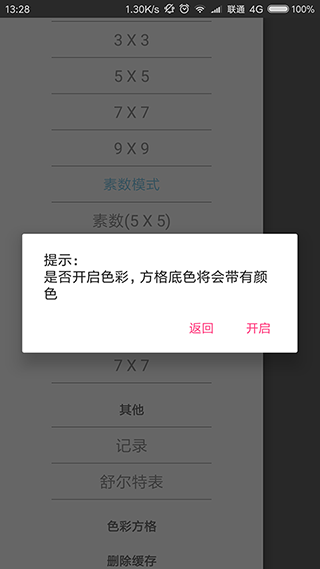 13:28 1.30K/s 联通 4G 100%
3 X 3
5 X 5
7 X 7
9 X 9
素数模式
素数(5 X 5)
提示：
是否开启色彩，方格底色将会带有颜
色
返回 开启
7 X 7
其他
记录
舒尔特表
色彩方格
删除缓存